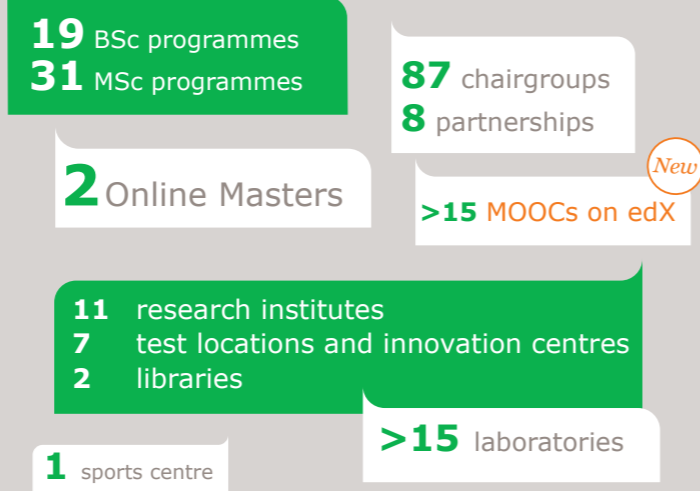 19 BSc programmes
31 MSc programmes
87 chairgroups
8 partnerships
2 Online Masters
New
>15 MOOCs on edX
11 research institutes
7 test locations and innovation centres
2 libraries
>15 laboratories
1 sports centre